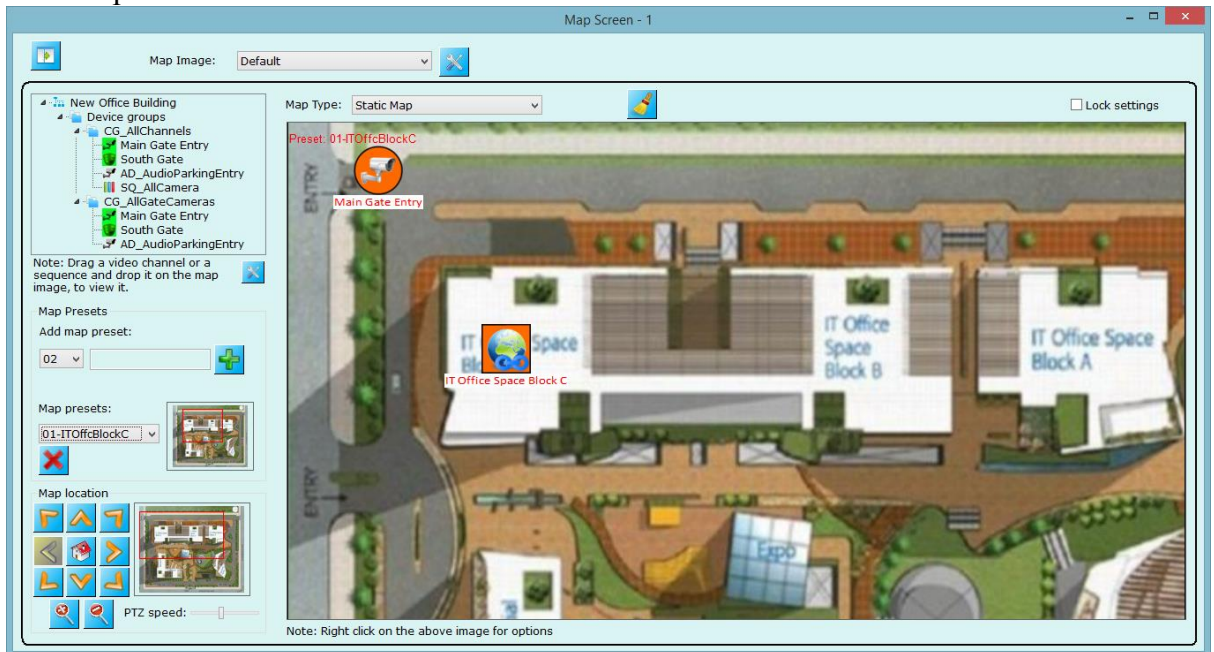 Map Screen - 1
Map Image: Default
New Office Building
Device groups
CG_AllChannels
Main Gate Entry
South Gate
AD_AudioParkingEntry
SQ_AllCamera
CG_AllGateCameras
Main Gate Entry
South Gate
AD_AudioParkingEntry
Note: Drag a video channel or a
sequence and drop it on the map
image, to view it.
Map Presets
Add map preset:
02
Map presets:
01-ITOffcBlockC
Map location
PTZ speed:
Map Type: Static Map
Lock settings
Preset: 01-ITOffcBlockC
ENTRY
Main Gate Entry
IT Space
IT Office Space Block C
IT Office
Space
Block B
IT Office Space
Block A
ENTRY
Expo
Note: Right click on the above image for options